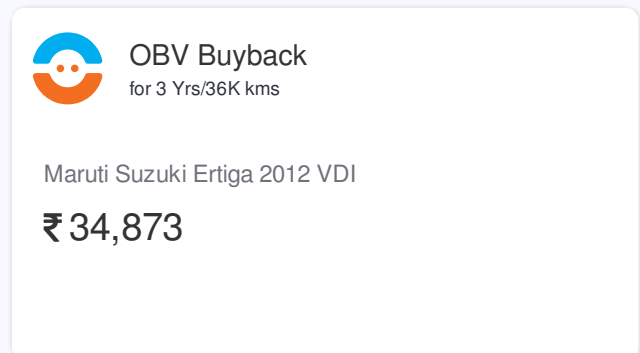 OBV Buyback
for 3 Yrs/36K kms
Maruti Suzuki Ertiga 2012 VDI
₹ 34,873